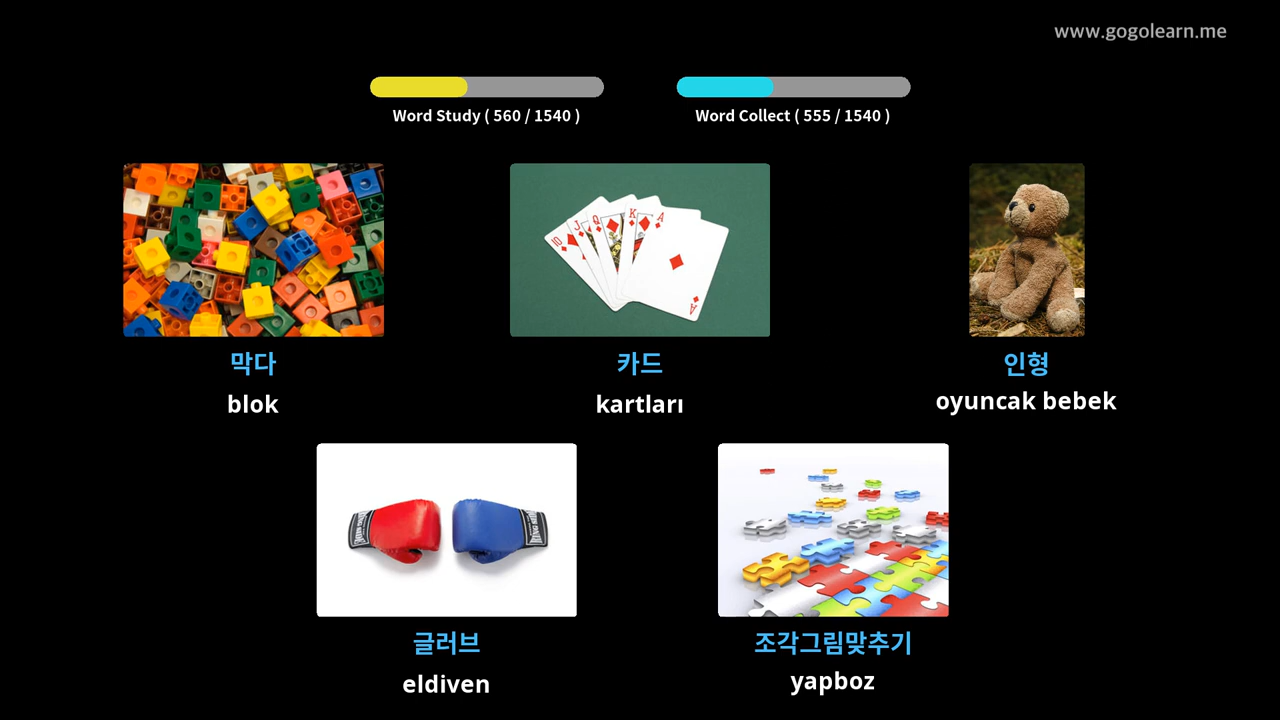 www.gogolearn.me
Word Study ( 560 / 1540 )
Word Collect ( 555 / 1540 )
막다
카드
인형
blok
kartları
oyuncak bebek
글러브
조각그림맞추기
eldiven
yapboz